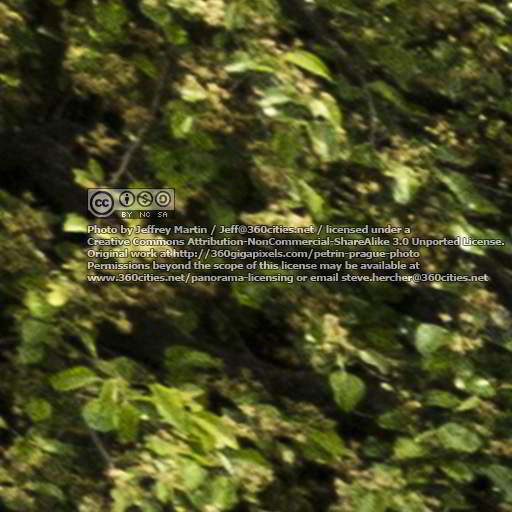 cc
BY NC SA
Photo by Jeffrey Martin / Jeff@360cities.net / licensed under a
Creative Commons Attribution-NonCommercial-ShareAlike 3.0 Unported License.
Original work at http://360gigapixels.com/petrin-prague-photo
Permissions beyond the scope of this license may be available at
www.360cities.net/panorama-licensing or email steve.hercher@360cities.net